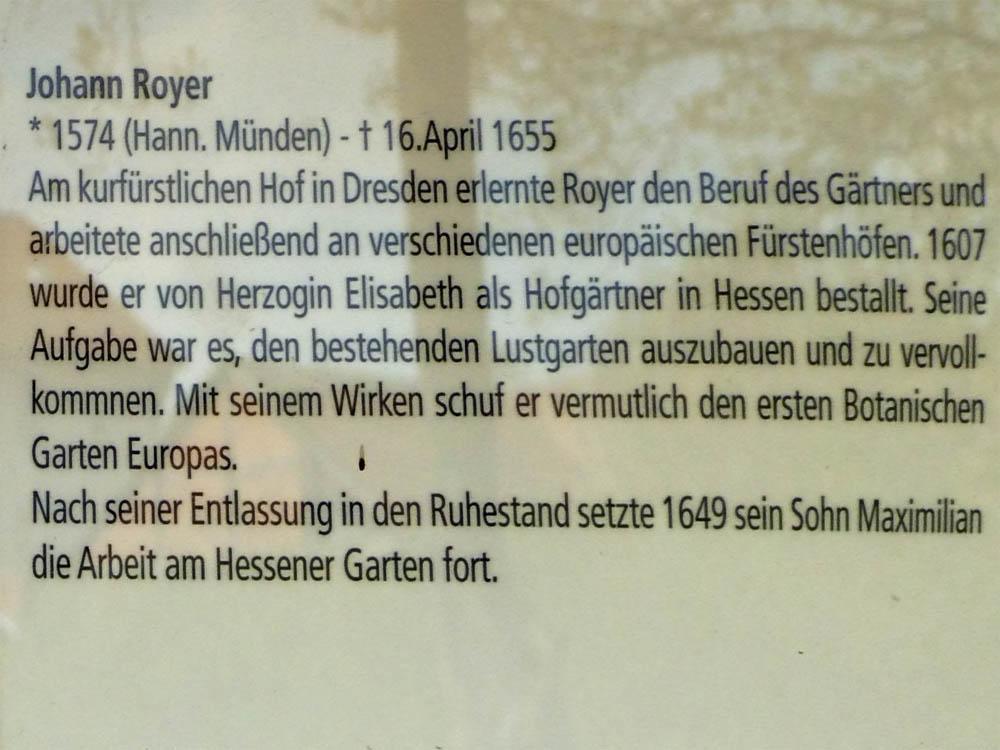 Johann Royer
* 1574 (Hann. Münden) - † 16.April 1655
Am kurfürstlichen Hof in Dresden erlernte Royer den Beruf des Gärtners und
arbeitete anschließend an verschiedenen europäischen Fürstenhöfen. 1607
wurde er von Herzogin Elisabeth als Hofgärtner in Hessen bestallt. Seine
Aufgabe war es, den bestehenden Lustgarten auszubauen und zu vervoll-
kommnen. Mit seinem Wirken schuf er vermutlich den ersten Botanischen
Garten Europas.
Nach seiner Entlassung in den Ruhestand setzte 1649 sein Sohn Maximilian
die Arbeit am Hessener Garten fort.